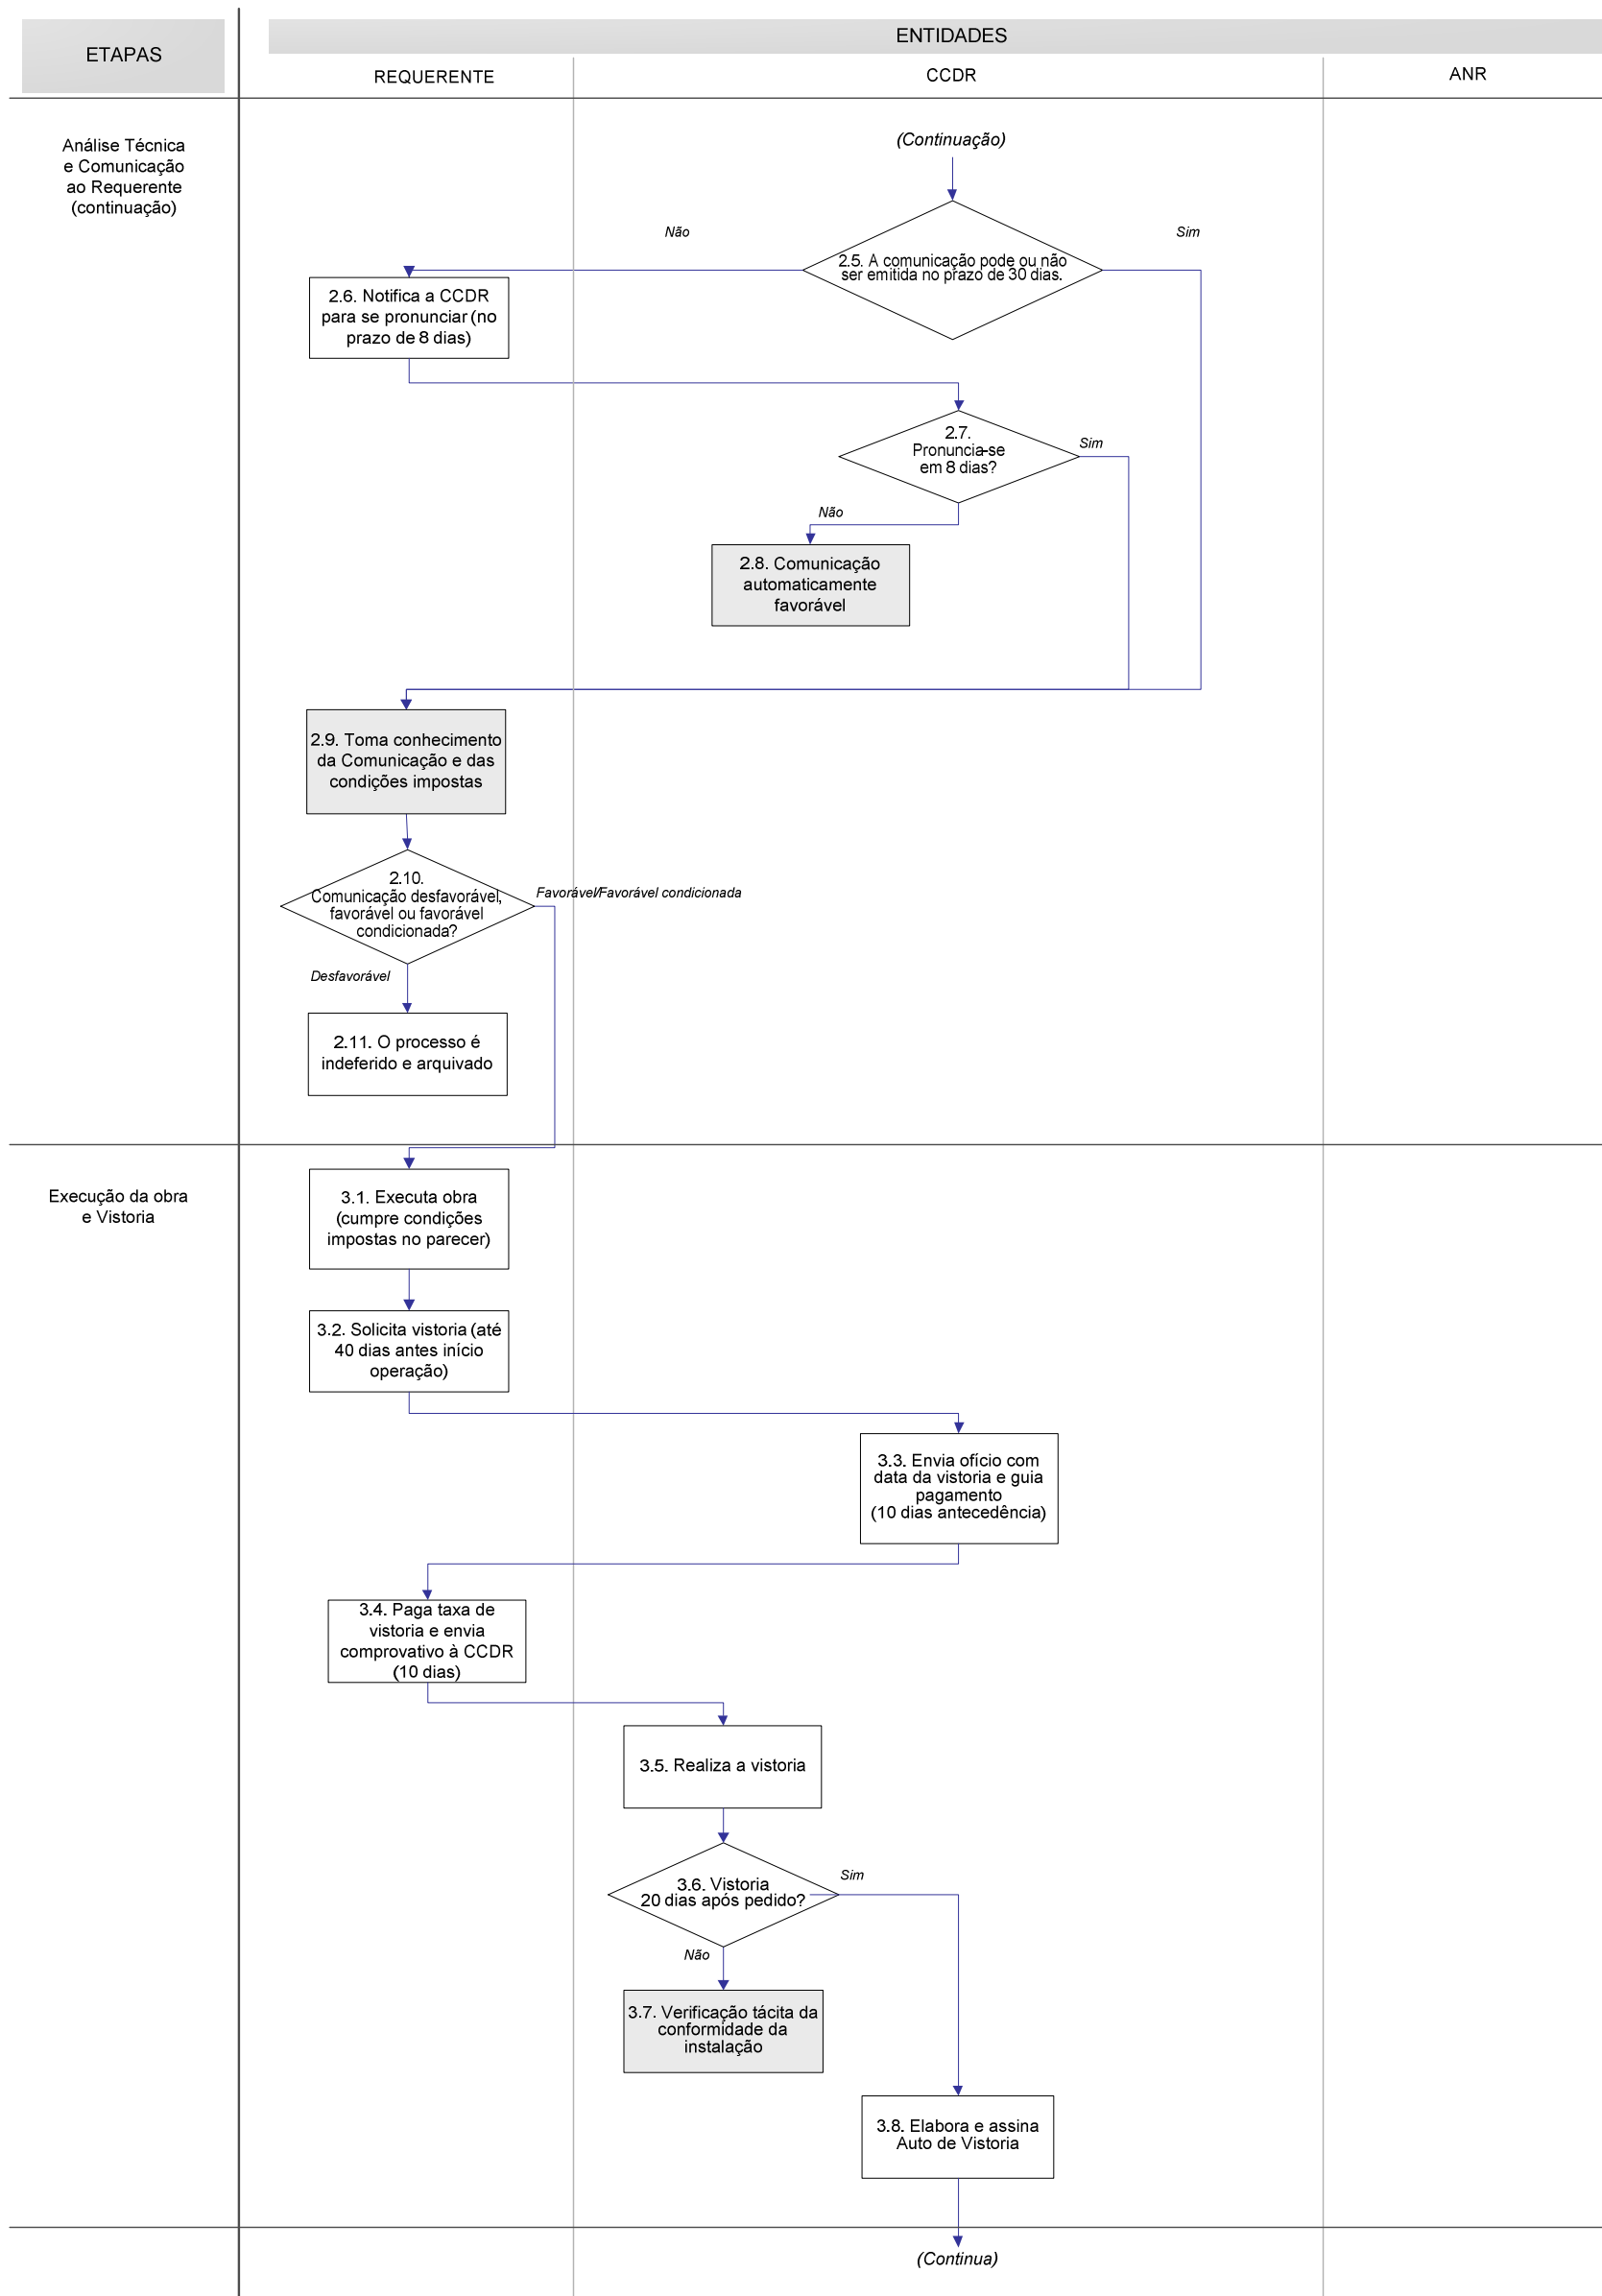 ETAPAS
ENTIDADES
REQUERENTE
CCDR
ANR
Análise Técnica
e Comunicação
ao Requerente
(continuação)
(Continuação)
Não
Sim
2.5. A comunicação pode ou não
ser emitida no prazo de 30 dias.
2.6. Notifica a CCDR
para se pronunciar (no
prazo de 8 dias)
2.7.
Pronuncia-se
em 8 dias?
Sim
Não
2.8. Comunicação
automaticamente
favorável
2.9. Toma conhecimento
da Comunicação e das
condições impostas
2.10.
Comunicação desfavorável,
favorável ou favorável
condicionada?
Favorável/Favorável condicionada
Desfavorável
2.11. O processo é
indeferido e arquivado
Execução da obra
e Vistoria
3.1. Executa obra
(cumpre condições
impostas no parecer)
3.2. Solicita vistoria (até
40 dias antes início
operação)
3.3. Envia ofício com
data da vistoria e guia
pagamento
(10 dias antecedência)
3.4. Paga taxa de
vistoria e envia
comprovativo à CCDR
(10 dias)
3.5. Realiza a vistoria
3.6. Vistoria
20 dias após pedido?
Sim
Não
3.7. Verificação tácita da
conformidade da
instalação
3.8. Elabora e assina
Auto de Vistoria
(Continua)